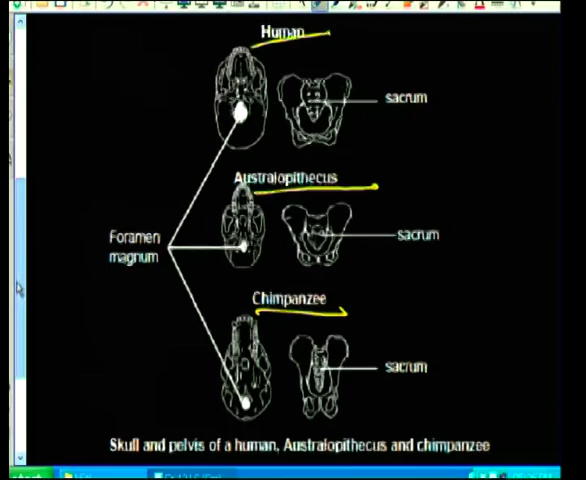 Human
sacrum
Australopithecus
sacrum
Foramen
magnum
Chimpanzee
sacrum
Skull and pelvis of a human, Australopithecus and chimpanzee